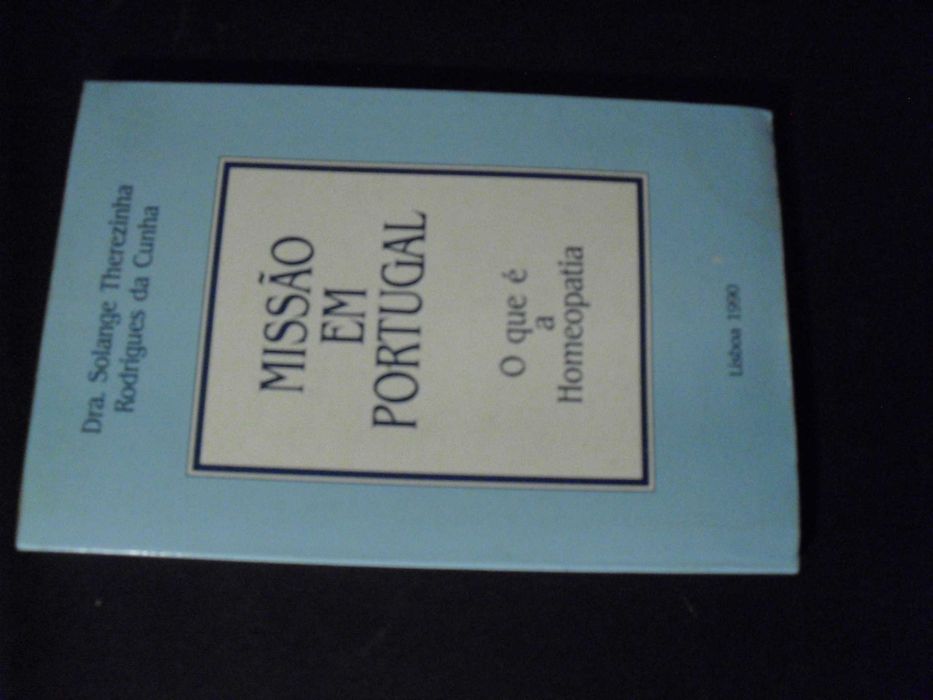 Dra. Solange Therezinha
Rodrigues da Cunha
MISSÃO
EM
PORTUGAL
O que é
a
Homeopatia
Lisboa 1990